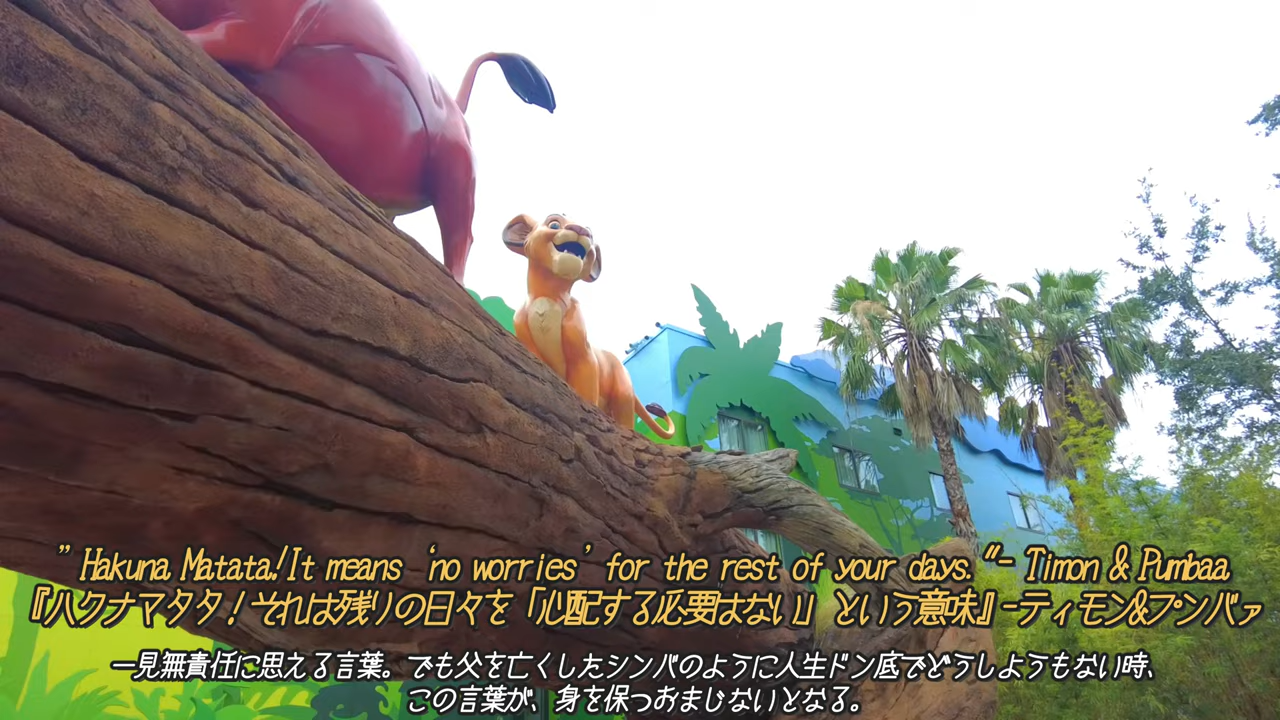 ” Hakuna Matata!It means ‘no worries’ for the rest of your days.“- Timon & Pumbaa
『ハクナマタタ！それは残りの日々を「心配する必要はない」という意味』-ティモン&プンバァ
一見無責任に思える言葉。でも父を亡くしたシンバのように人生ドン底でどうしようもない時、
この言葉が、身を保つおまじないとなる。